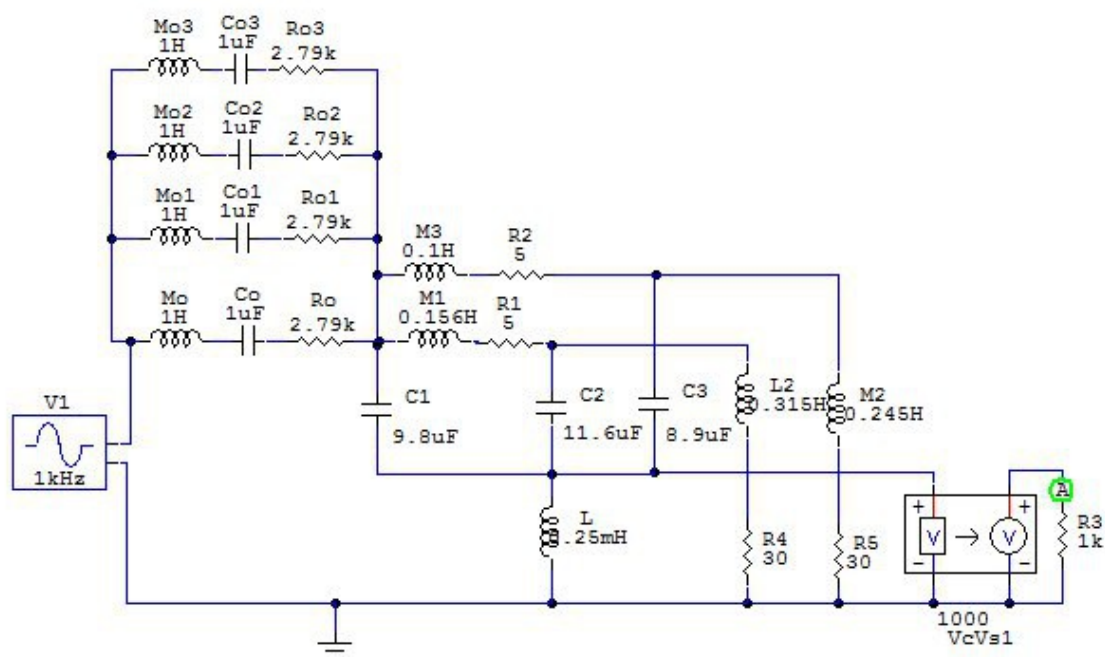 Mo3
1H
Co3
1uF
Ro3
2.79k
Mo2
1H
Co2
1uF
Ro2
2.79k
Mo1
1H
Co1
1uF
Ro1
2.79k
Mo
1H
Co
1uF
Ro
2.79k
M3
0.1H
R2
5
M1
0.156H
R1
5
V1
1kHz
C1
9.8uF
C2
11.6uF
C3
8.9uF
L2
0.315H
M2
0.245H
L
R4
30
R5
30
+
V
-
+
V
-
A
R3
1k
1000
VcVs1